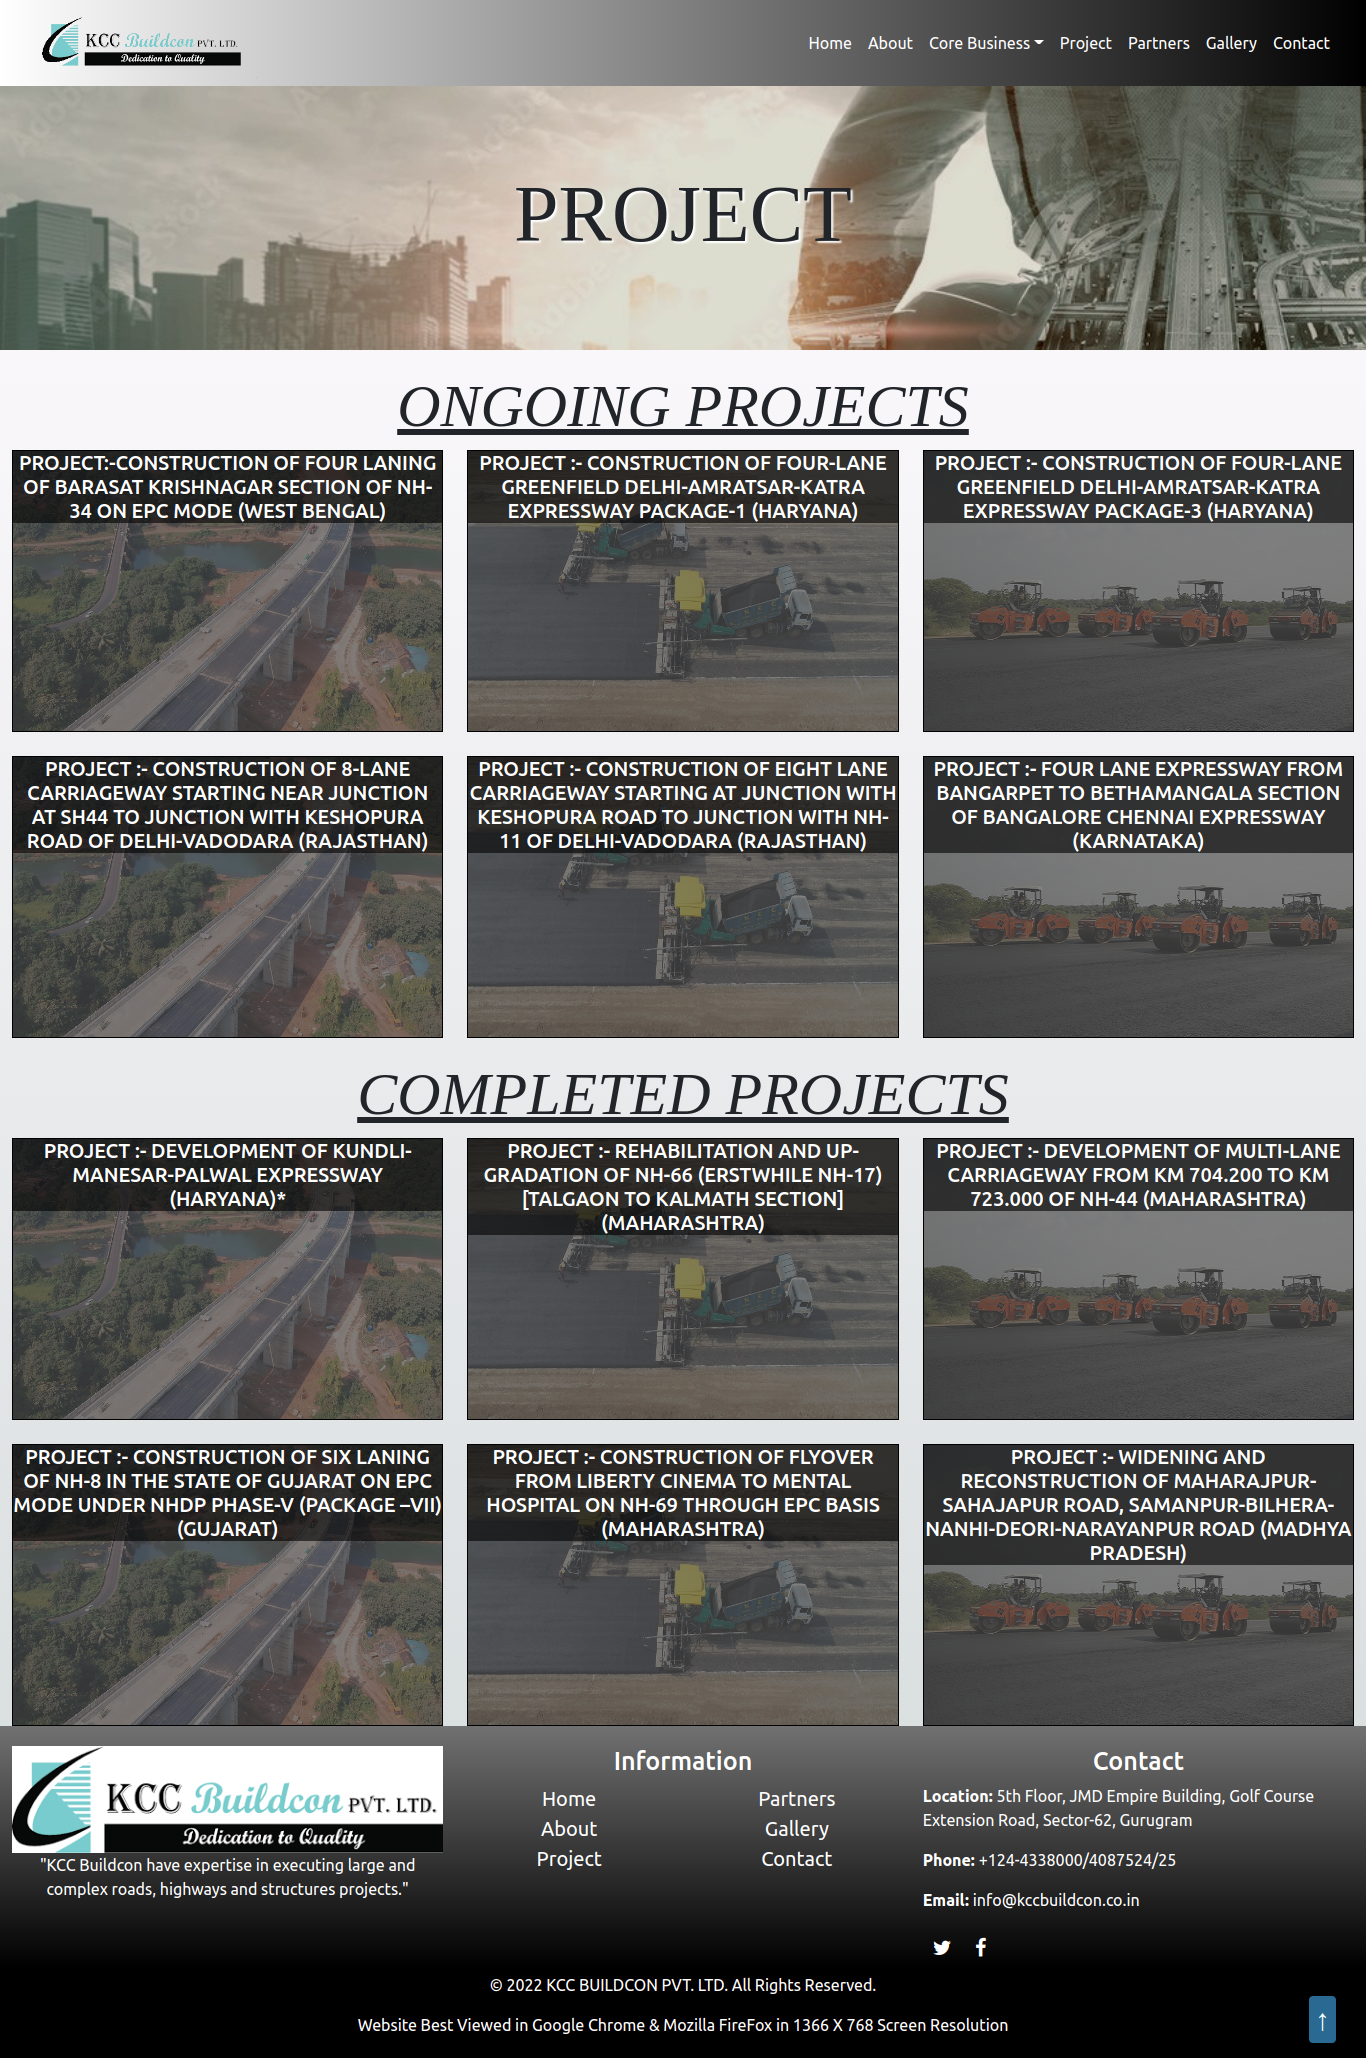 KCC Buildcon PVT. LTD.
Dedication to Quality
Home About Core Business Project Partners Gallery Contact
PROJECT
ONGOING PROJECTS
PROJECT:-CONSTRUCTION OF FOUR LANING
OF BARASAT KRISHNAGAR SECTION OF NH-
34 ON EPC MODE (WEST BENGAL)
PROJECT :- CONSTRUCTION OF FOUR-LANE
GREENFIELD DELHI-AMRATSAR-KATRA
EXPRESSWAY PACKAGE-1 (HARYANA)
PROJECT :- CONSTRUCTION OF FOUR-LANE
GREENFIELD DELHI-AMRATSAR-KATRA
EXPRESSWAY PACKAGE-3 (HARYANA)
PROJECT :- CONSTRUCTION OF 8-LANE
CARRIAGEWAY STARTING NEAR JUNCTION
AT SH44 TO JUNCTION WITH KESHOPURA
ROAD OF DELHI-VADODARA (RAJASTHAN)
PROJECT :- CONSTRUCTION OF EIGHT LANE
CARRIAGEWAY STARTING AT JUNCTION WITH
KESHOPURA ROAD TO JUNCTION WITH NH-
11 OF DELHI-VADODARA (RAJASTHAN)
PROJECT :- FOUR LANE EXPRESSWAY FROM
BANGARPET TO BETHAMANGALA SECTION
OF BANGALORE CHENNAI EXPRESSWAY
(KARNATAKA)
COMPLETED PROJECTS
PROJECT :- DEVELOPMENT OF KUNDLI-
MANESAR-PALWAL EXPRESSWAY
(HARYANA)*
PROJECT :- REHABILITATION AND UP-
GRADATION OF NH-66 (ERSTWHILE NH-17)
[TALGAON TO KALMATH SECTION]
(MAHARASHTRA)
PROJECT :- DEVELOPMENT OF MULTI-LANE
CARRIAGEWAY FROM KM 704.200 TO KM
723.000 OF NH-44 (MAHARASHTRA)
PROJECT :- CONSTRUCTION OF SIX LANING
OF NH-8 IN THE STATE OF GUJARAT ON EPC
MODE UNDER NHDP PHASE-V (PACKAGE –VII)
(GUJARAT)
PROJECT :- CONSTRUCTION OF FLYOVER
FROM LIBERTY CINEMA TO MENTAL
HOSPITAL ON NH-69 THROUGH EPC BASIS
(MAHARASHTRA)
PROJECT :- WIDENING AND
RECONSTRUCTION OF MAHARAJPUR-
SAHAJAPUR ROAD, SAMANPUR-BILHERA-
NANHI-DEORI-NARAYANPUR ROAD (MADHYA
PRADESH)
KCC Buildcon PVT. LTD.
Dedication to Quality
"KCC Buildcon have expertise in executing large and
complex roads, highways and structures projects."
Information
Home
About
Project
Partners
Gallery
Contact
Contact
Location: 5th Floor, JMD Empire Building, Golf Course
Extension Road, Sector-62, Gurugram
Phone: +124-4338000/4087524/25
Email: info@kccbuildcon.co.in
© 2022 KCC BUILDCON PVT. LTD. All Rights Reserved.
Website Best Viewed in Google Chrome & Mozilla FireFox in 1366 X 768 Screen Resolution
↑